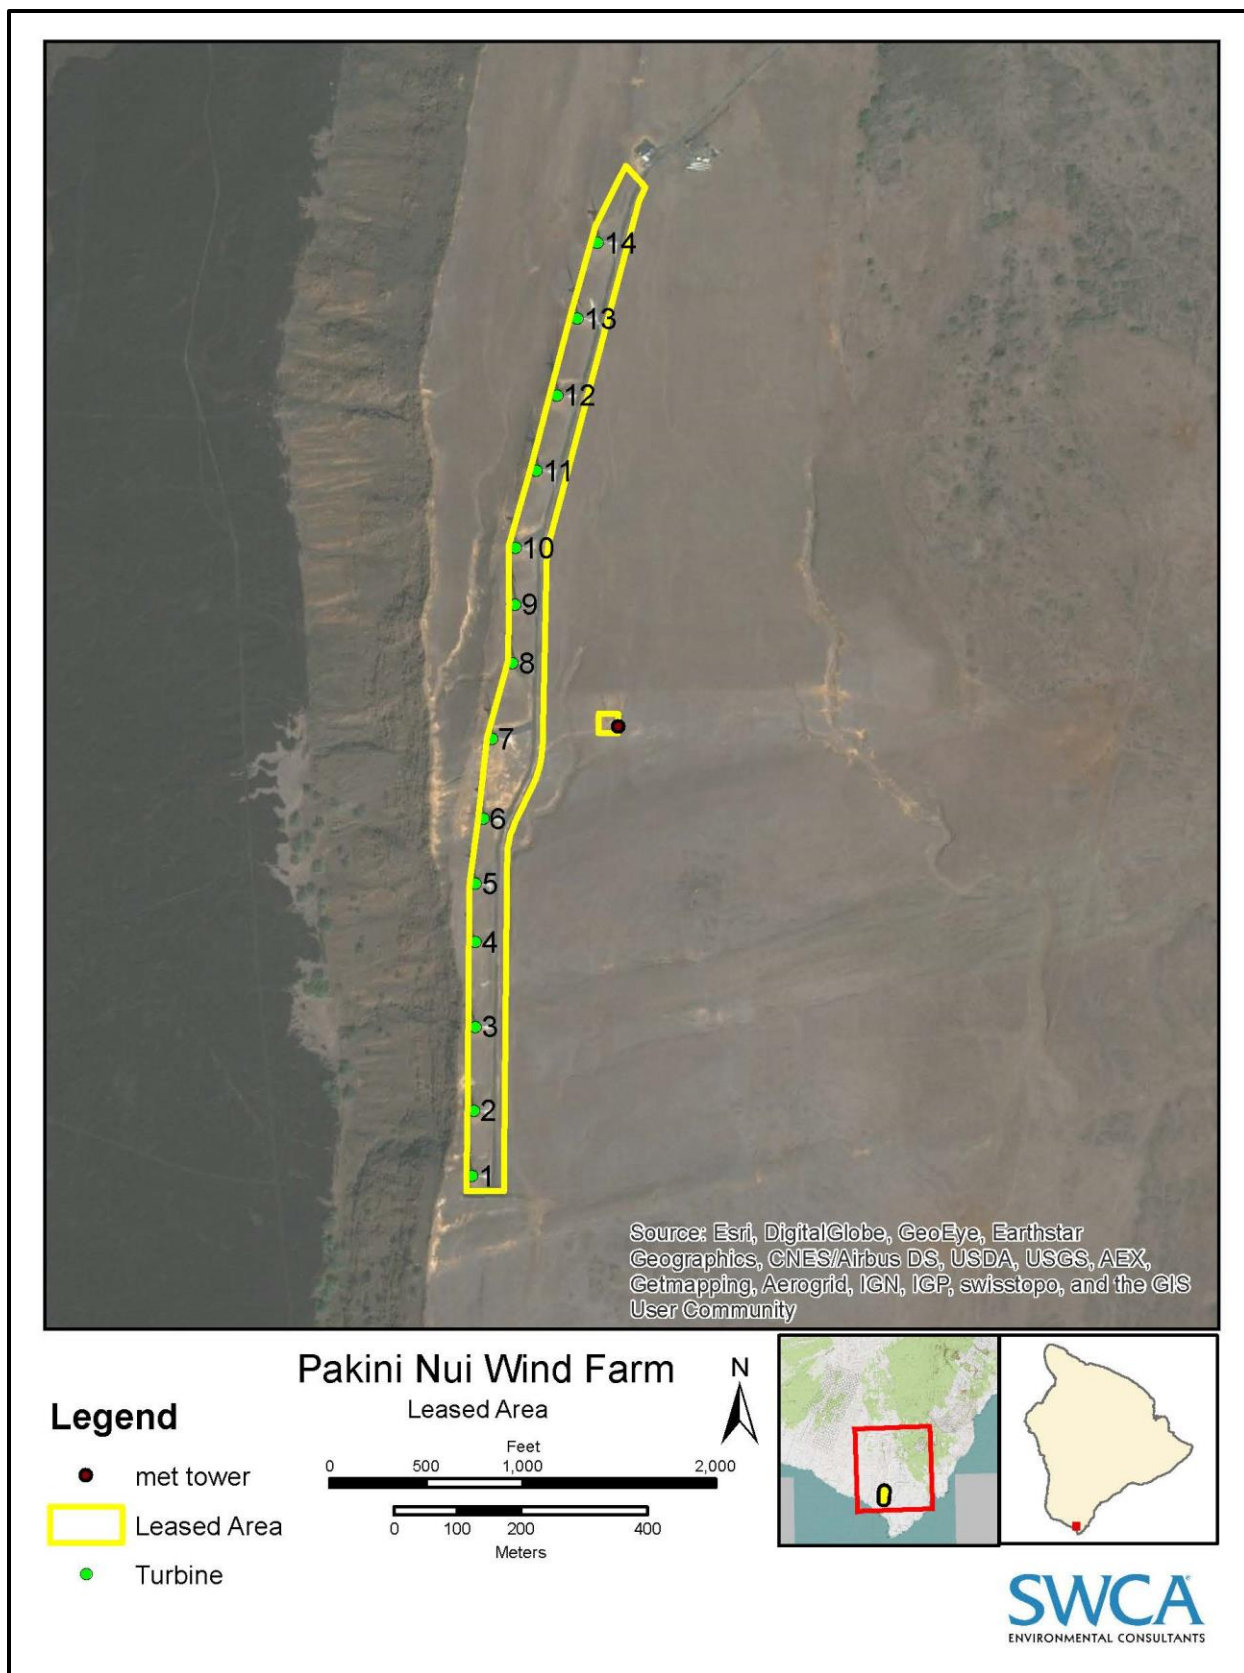 14
13
12
11
10
9
8
7
6
5
4
3
2
1
Source: Esri, DigitalGlobe, GeoEye, Earthstar
Geographics, CNES/Airbus DS, USDA, USGS, AEX,
Getmapping, Aerogrid, IGN, IGP, swisstopo, and the GIS
User Community
Pakini Nui Wind Farm
Leased Area
N
Legend
met tower
Leased Area
Turbine
Feet
0 500 1,000 2,000
0 100 200 400
Meters
SWCA
ENVIRONMENTAL CONSULTANTS